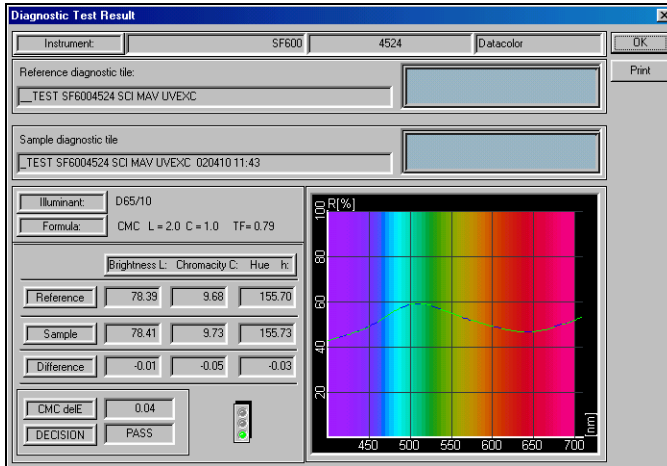 Diagnostic Test Result
Instrument: SF600 4524 Datacolor OK
Print
Reference diagnostic tile:
__TEST SF6004524 SCI MAV UVEXC
Sample diagnostic tile
_TEST SF6004524 SCI MAV UVEXC 020410 11:43
Illuminant: D65/10
Formula: CMC L = 2.0 C = 1.0 TF= 0.79
Brightness L: Chromacity C: Hue h:
Reference 78.39 9.68 155.70
Sample 78.41 9.73 155.73
Difference -0.01 -0.05 -0.03
CMC delE 0.04
DECISION PASS
R[%]
100
80
60
40
20
450 500 550 600 650 700
[nm]